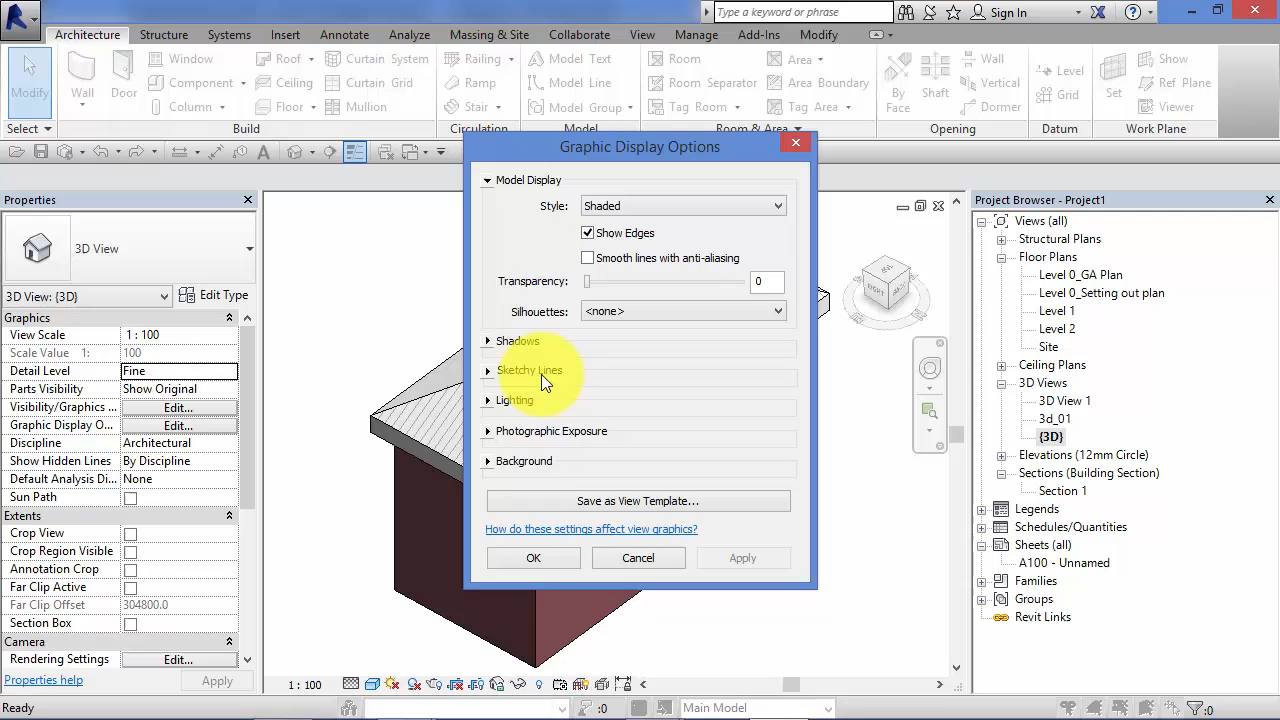 Type a keyword or phrase
Sign In
Architecture Structure Systems Insert Annotate Analyze Massing & Site Collaborate View Manage Add-Ins Modify
Modify
Wall
Door
Window
Component
Column
Roof
Ceiling
Floor
Curtain System
Curtain Grid
Mullion
Railing
Ramp
Stair
Model Text
Model Line
Model Group
Room
Room Separator
Tag Room
Area
Area Boundary
Tag Area
By Face
Shaft
Wall
Vertical
Dormer
Level
Grid
Set
Show
Ref Plane
Viewer
Select Build Circulation Model Room & Area Opening Datum Work Plane
Properties
3D View
3D View: {3D} Edit Type
Graphics
View Scale 1 : 100
Scale Value 1: 100
Detail Level Fine
Parts Visibility Show Original
Visibility/Graphics Edit...
Graphic Display O... Edit...
Discipline Architectural
Show Hidden Lines By Discipline
Default Analysis Di... None
Sun Path
Extents
Crop View
Crop Region Visible
Annotation Crop
Far Clip Active
Far Clip Offset 304800.0
Section Box
Camera
Rendering Settings Edit...
Properties help Apply
Graphic Display Options
Model Display
Style: Shaded
Show Edges
Smooth lines with anti-aliasing
Transparency: 0
Silhouettes: <none>
Shadows
Sketchy Lines
Lighting
Photographic Exposure
Background
Save as View Template...
How do these settings affect view graphics?
OK Cancel Apply
RIGHT
1 : 100
Project Browser - Project1
Views (all)
Structural Plans
Floor Plans
Level 0_GA Plan
Level 0_Setting out plan
Level 1
Level 2
Site
Ceiling Plans
3D Views
3D View 1
3d_01
{3D}
Elevations (12mm Circle)
Sections (Building Section)
Section 1
Legends
Schedules/Quantities
Sheets (all)
A100 - Unnamed
Families
Groups
Revit Links
Ready
:0
Main Model
:0